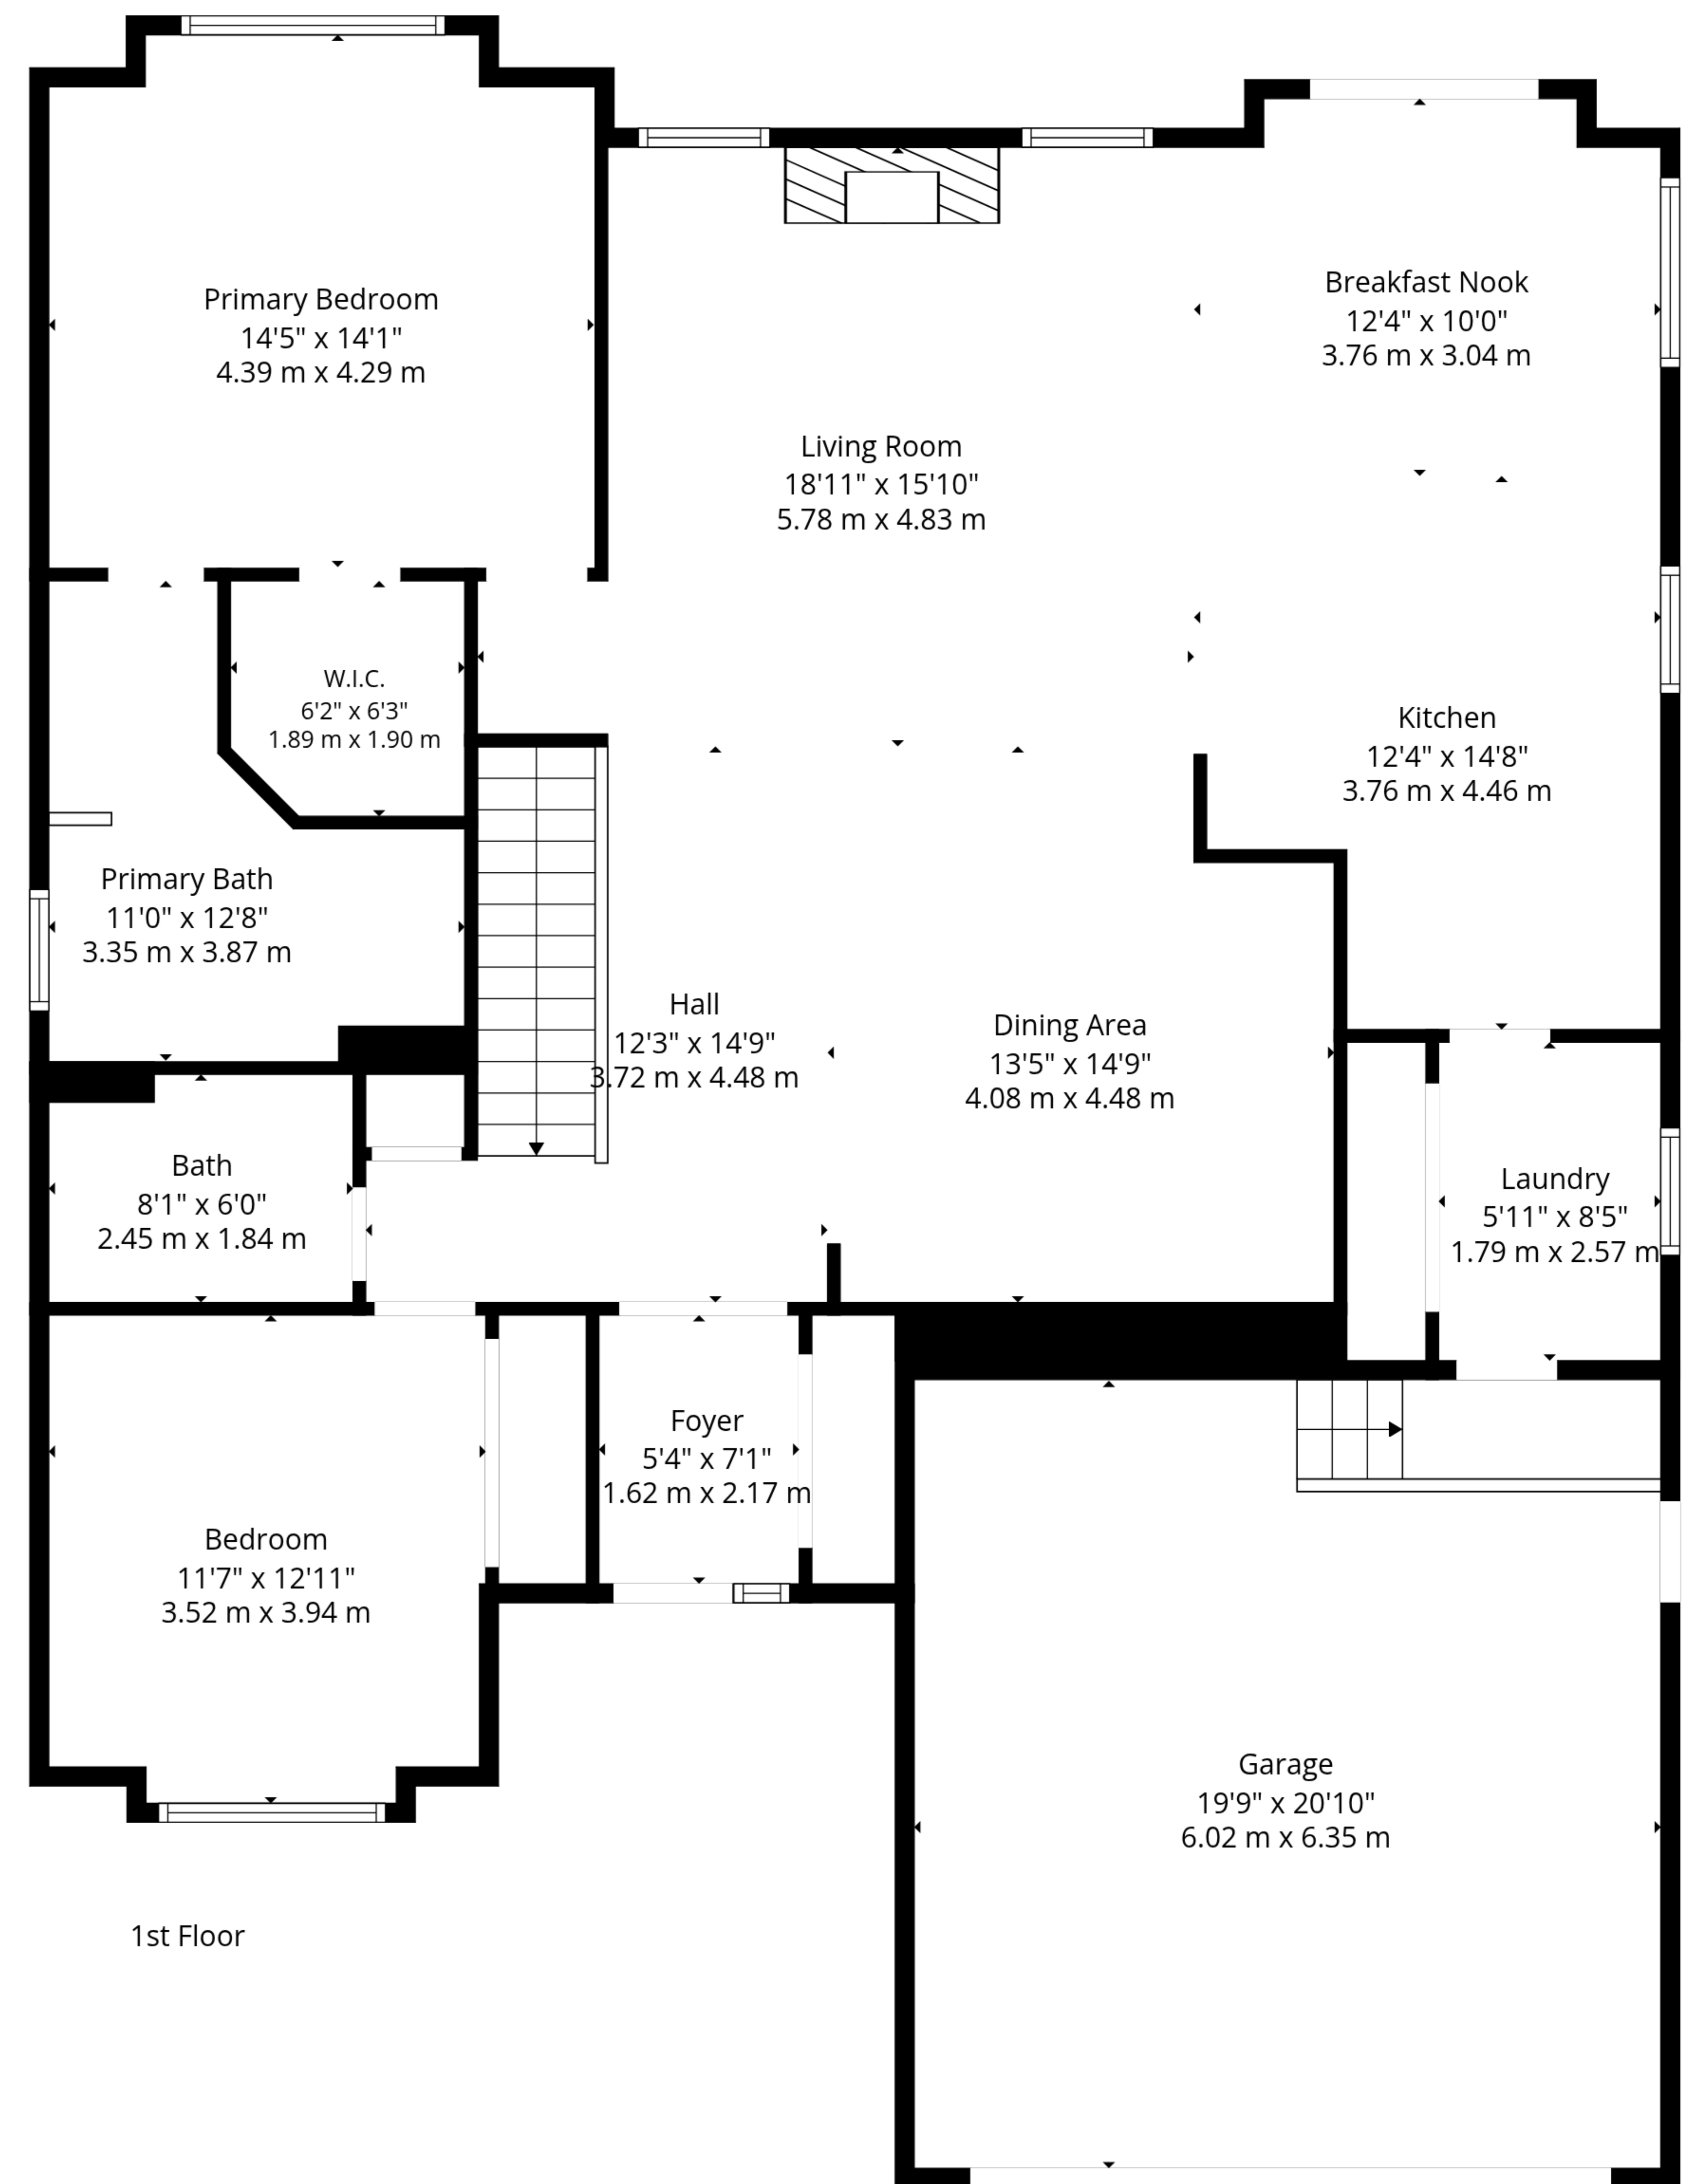 Primary Bedroom
14'5" x 14'1"
4.39 m x 4.29 m
Breakfast Nook
12'4" x 10'0"
3.76 m x 3.04 m
Living Room
18'11" x 15'10"
5.78 m x 4.83 m
W.I.C.
6'2" x 6'3"
1.89 m x 1.90 m
Kitchen
12'4" x 14'8"
3.76 m x 4.46 m
Primary Bath
11'0" x 12'8"
3.35 m x 3.87 m
Hall
12'3" x 14'9"
3.72 m x 4.48 m
Dining Area
13'5" x 14'9"
4.08 m x 4.48 m
Bath
8'1" x 6'0"
2.45 m x 1.84 m
Laundry
5'11" x 8'5"
1.79 m x 2.57 m
Foyer
5'4" x 7'1"
1.62 m x 2.17 m
Bedroom
11'7" x 12'11"
3.52 m x 3.94 m
Garage
19'9" x 20'10"
6.02 m x 6.35 m
1st Floor